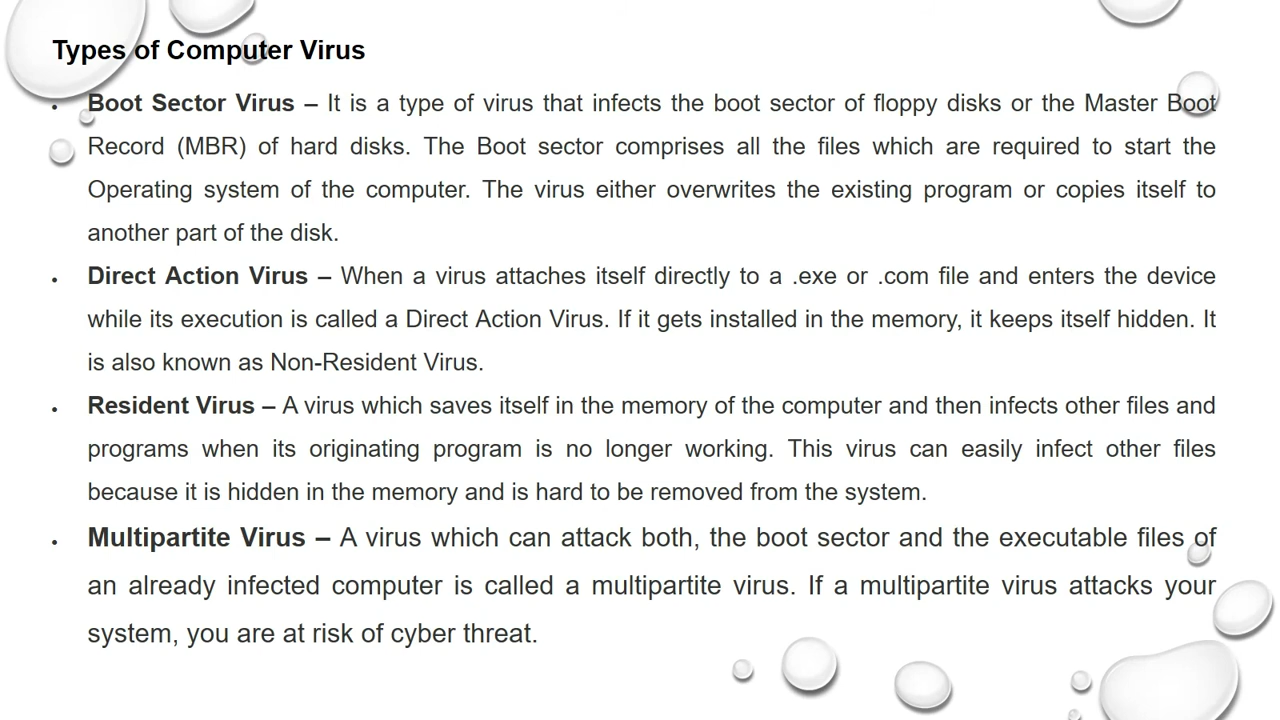 Types of Computer Virus
• Boot Sector Virus – It is a type of virus that infects the boot sector of floppy disks or the Master Boot
Record (MBR) of hard disks. The Boot sector comprises all the files which are required to start the
Operating system of the computer. The virus either overwrites the existing program or copies itself to
another part of the disk.
• Direct Action Virus – When a virus attaches itself directly to a .exe or .com file and enters the device
while its execution is called a Direct Action Virus. If it gets installed in the memory, it keeps itself hidden. It
is also known as Non-Resident Virus.
• Resident Virus – A virus which saves itself in the memory of the computer and then infects other files and
programs when its originating program is no longer working. This virus can easily infect other files
because it is hidden in the memory and is hard to be removed from the system.
• Multipartite Virus – A virus which can attack both, the boot sector and the executable files of
an already infected computer is called a multipartite virus. If a multipartite virus attacks your
system, you are at risk of cyber threat.